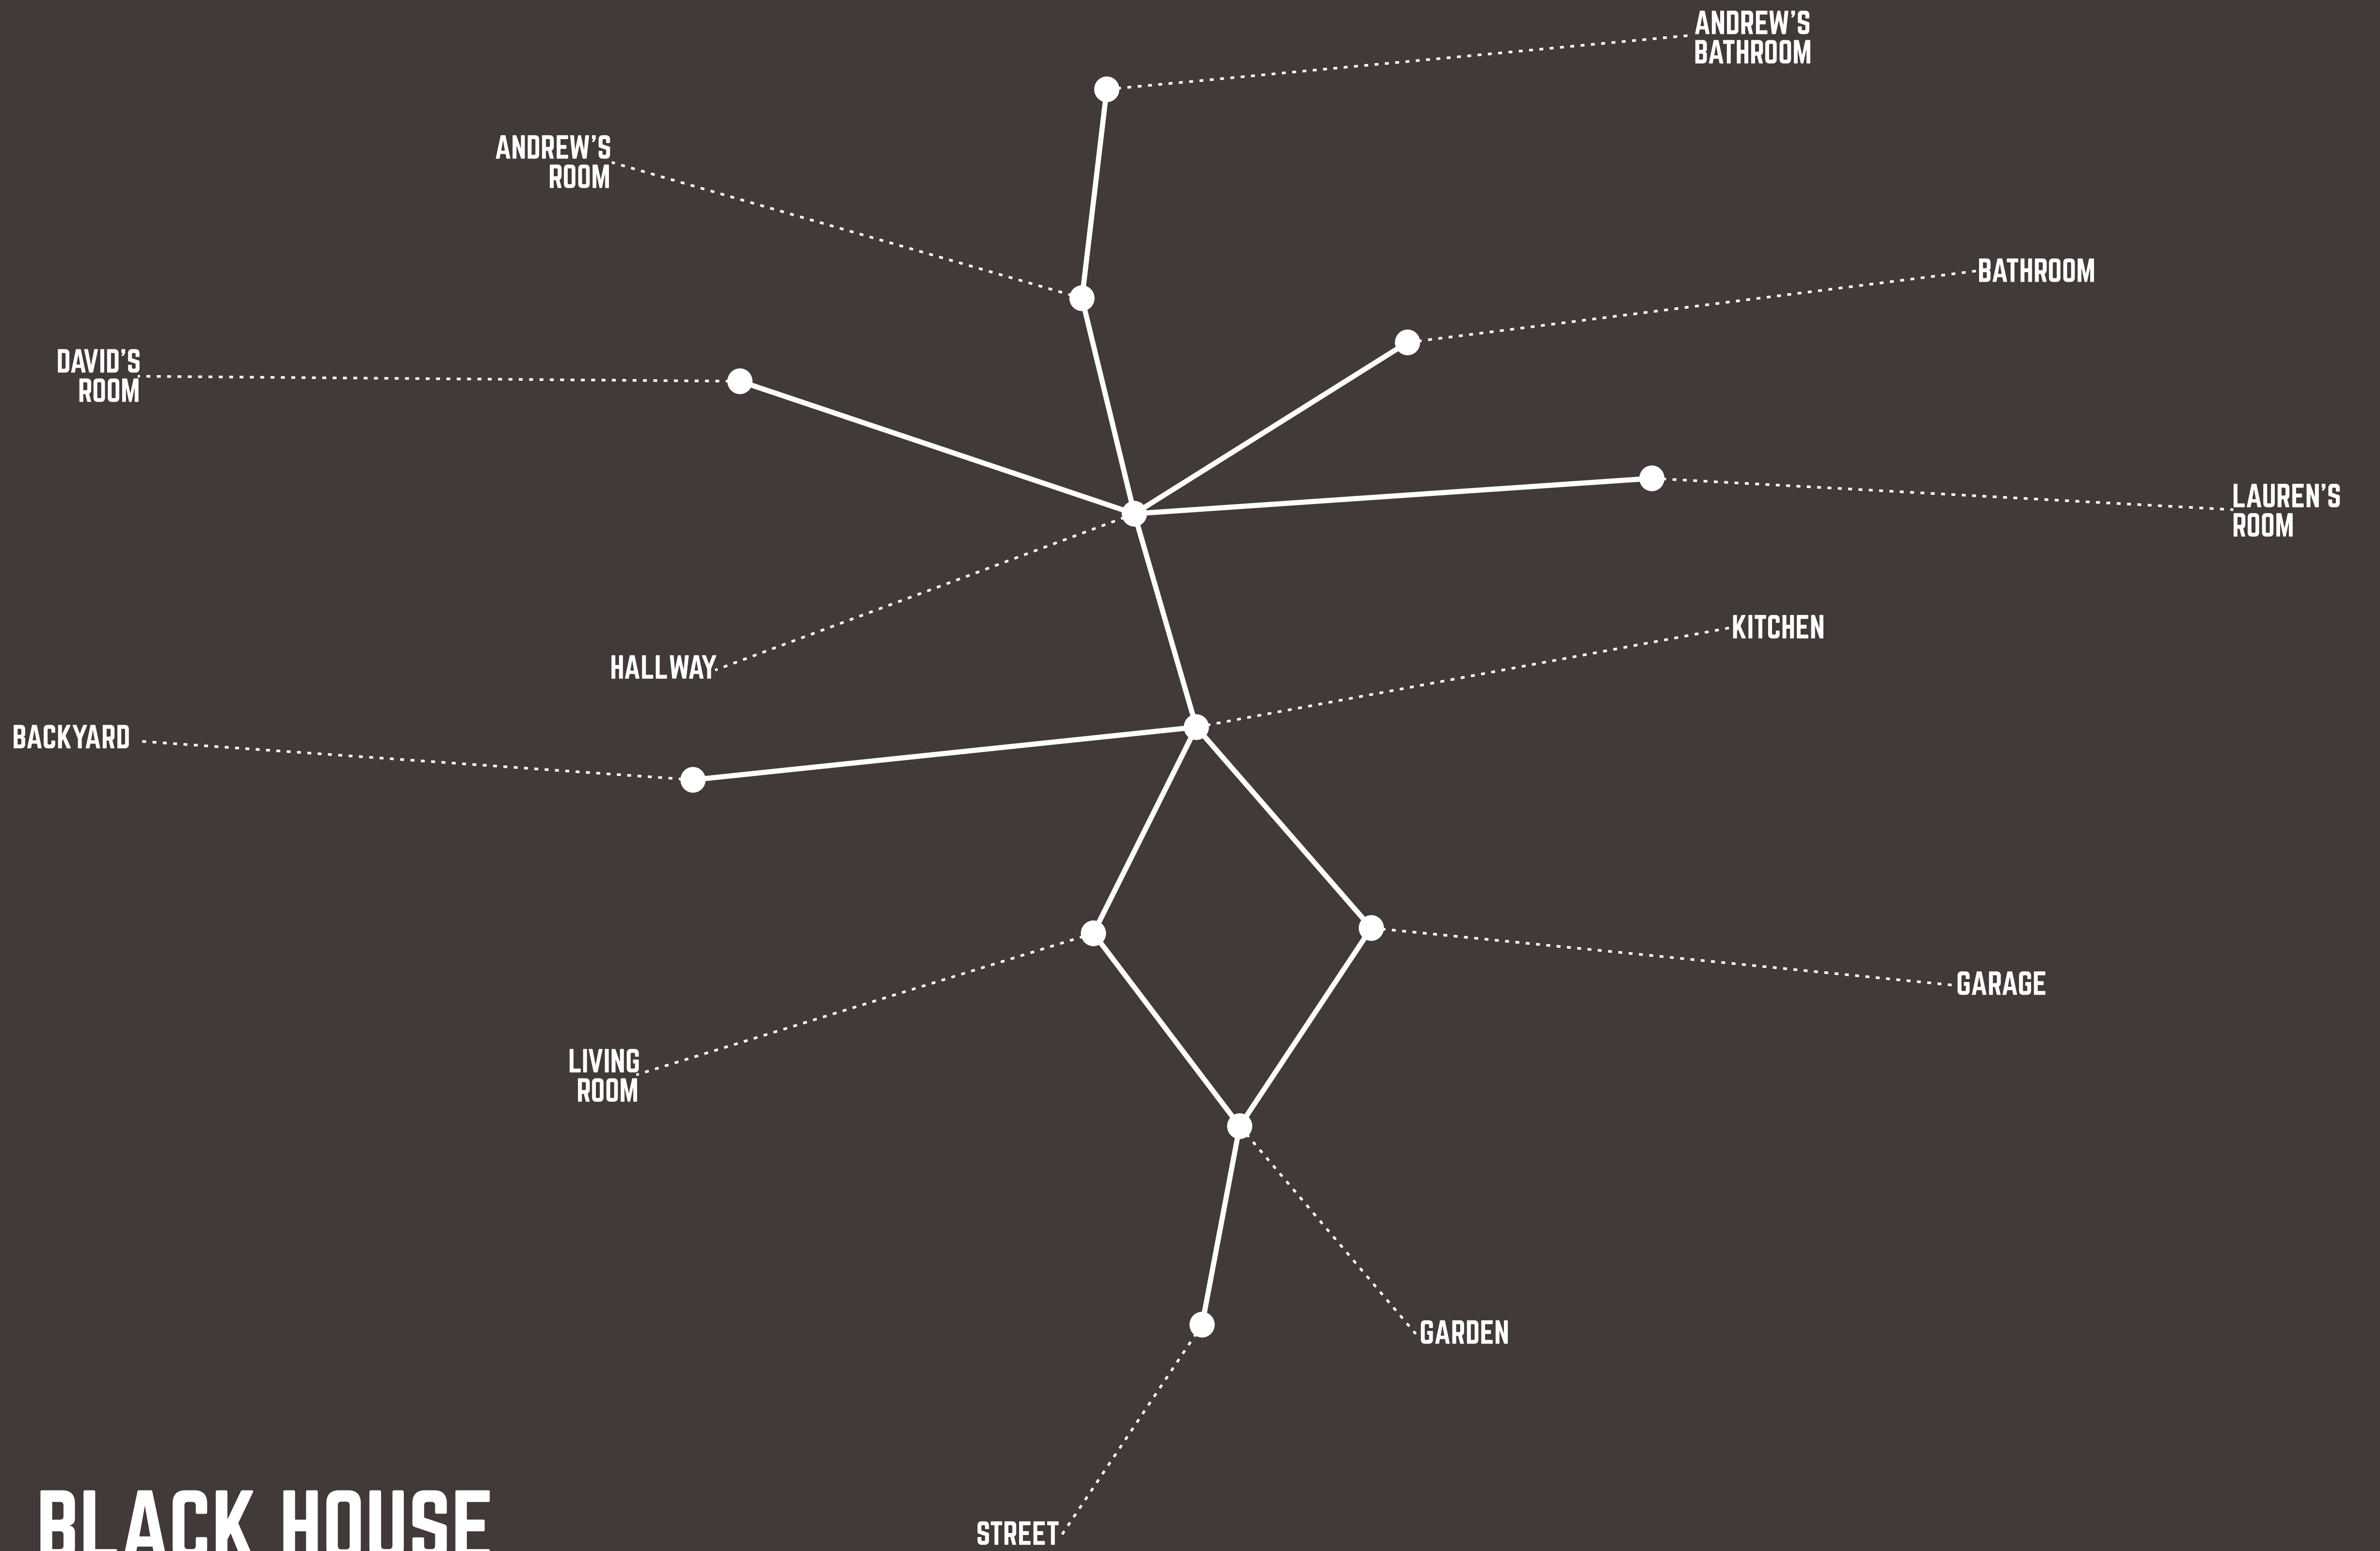 ANDREW’S
BATHROOM
ANDREW’S
ROOM
BATHROOM
DAVID’S
ROOM
LAUREN’S
ROOM
KITCHEN
HALLWAY
BACKYARD
GARAGE
LIVING
ROOM
GARDEN
STREET
BLACK HOUSE